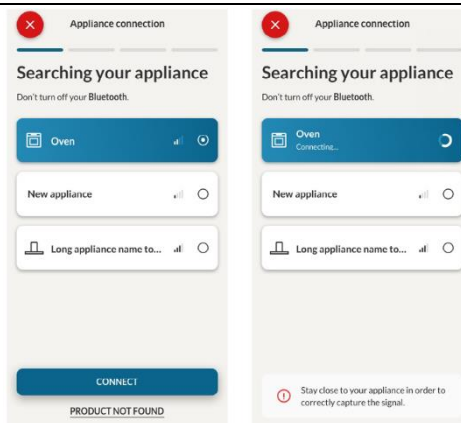 Appliance connection
Searching your appliance
Don't turn off your Bluetooth.
Oven
New appliance
Long appliance name to...
CONNECT
PRODUCT NOT FOUND
Appliance connection
Searching your appliance
Don't turn off your Bluetooth.
Oven
Connecting...
New appliance
Long appliance name to...
Stay close to your appliance in order to
correctly capture the signal.